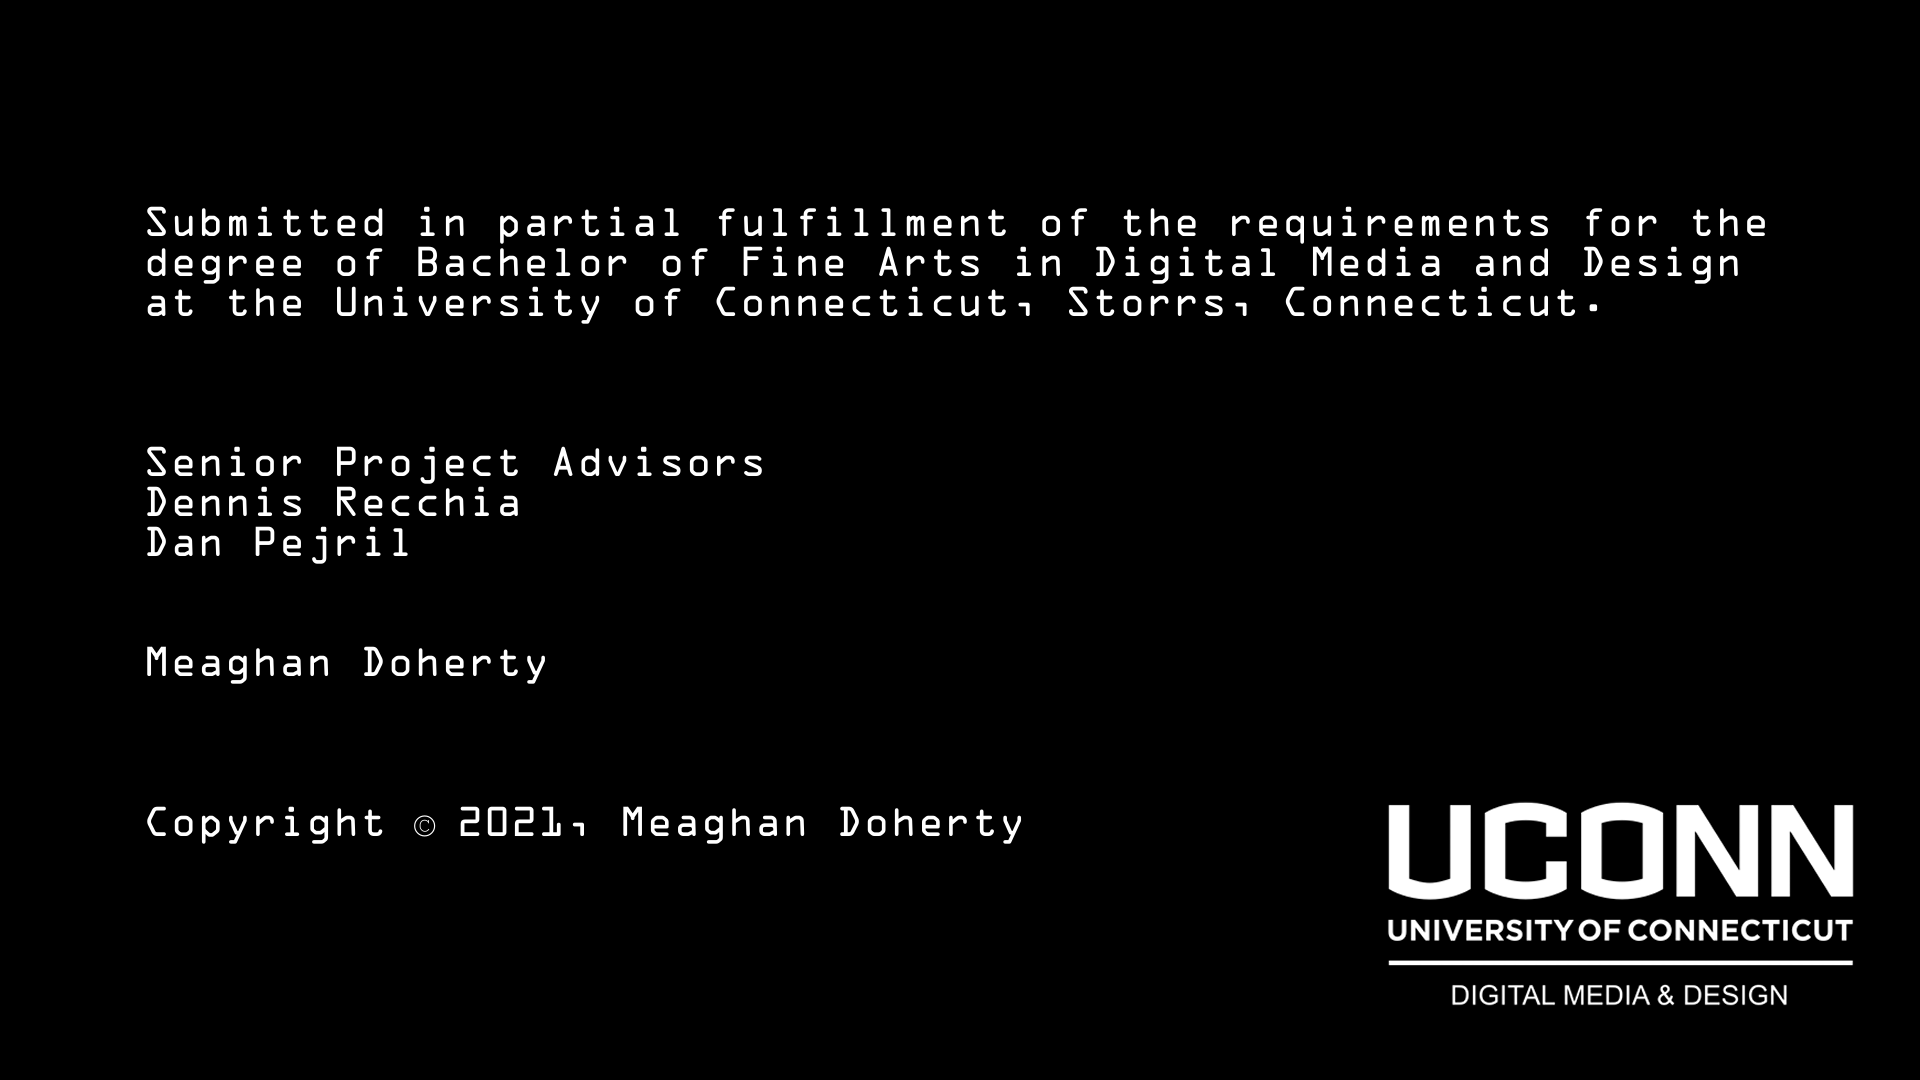 Submitted in partial fulfillment of the requirements for the
degree of Bachelor of Fine Arts in Digital Media and Design
at the University of Connecticut, Storrs, Connecticut.
Senior Project Advisors
Dennis Recchia
Dan Pejril
Meaghan Doherty
Copyright © 2021, Meaghan Doherty
UCONN
UNIVERSITY OF CONNECTICUT
DIGITAL MEDIA & DESIGN